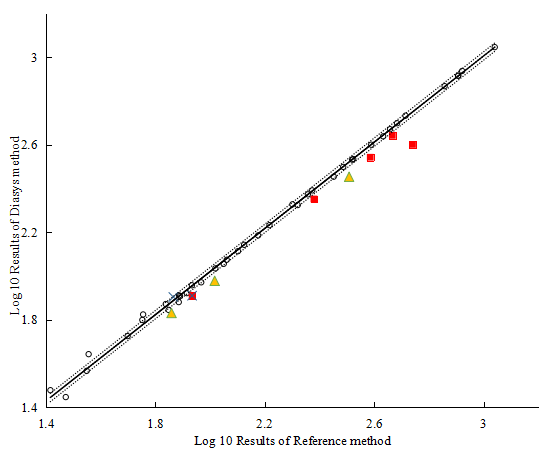 3
2.6
2.2
1.8
1.4
Log 10 Results of Diasys method
1.4 1.8 2.2 2.6 3
Log 10 Results of Reference method